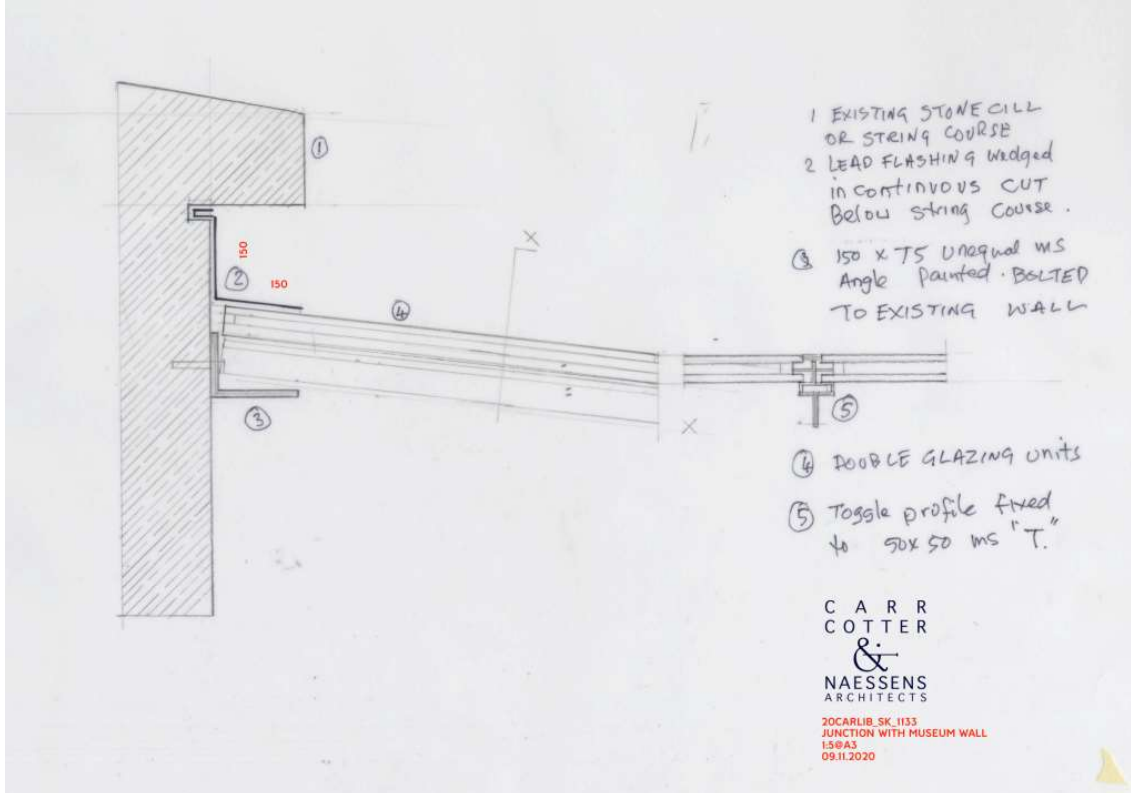 1 EXISTING STONE CILL
OR STRING COURSE
2 LEAD FLASHING Wedged
in continuous CUT
Below string course.
3 150 x 75 unequal ms
Angle painted. BOLTED
TO EXISTING WALL
1
150
2
150
4
X
3
X
5
4 DOUBLE GLAZING units
5 Toggle profile fixed
to 50x50 ms "T."
CARR
COTTER
&
NAESSENS
ARCHITECTS
20CARLIB_SK_1133
JUNCTION WITH MUSEUM WALL
1:5@A3
09.11.2020